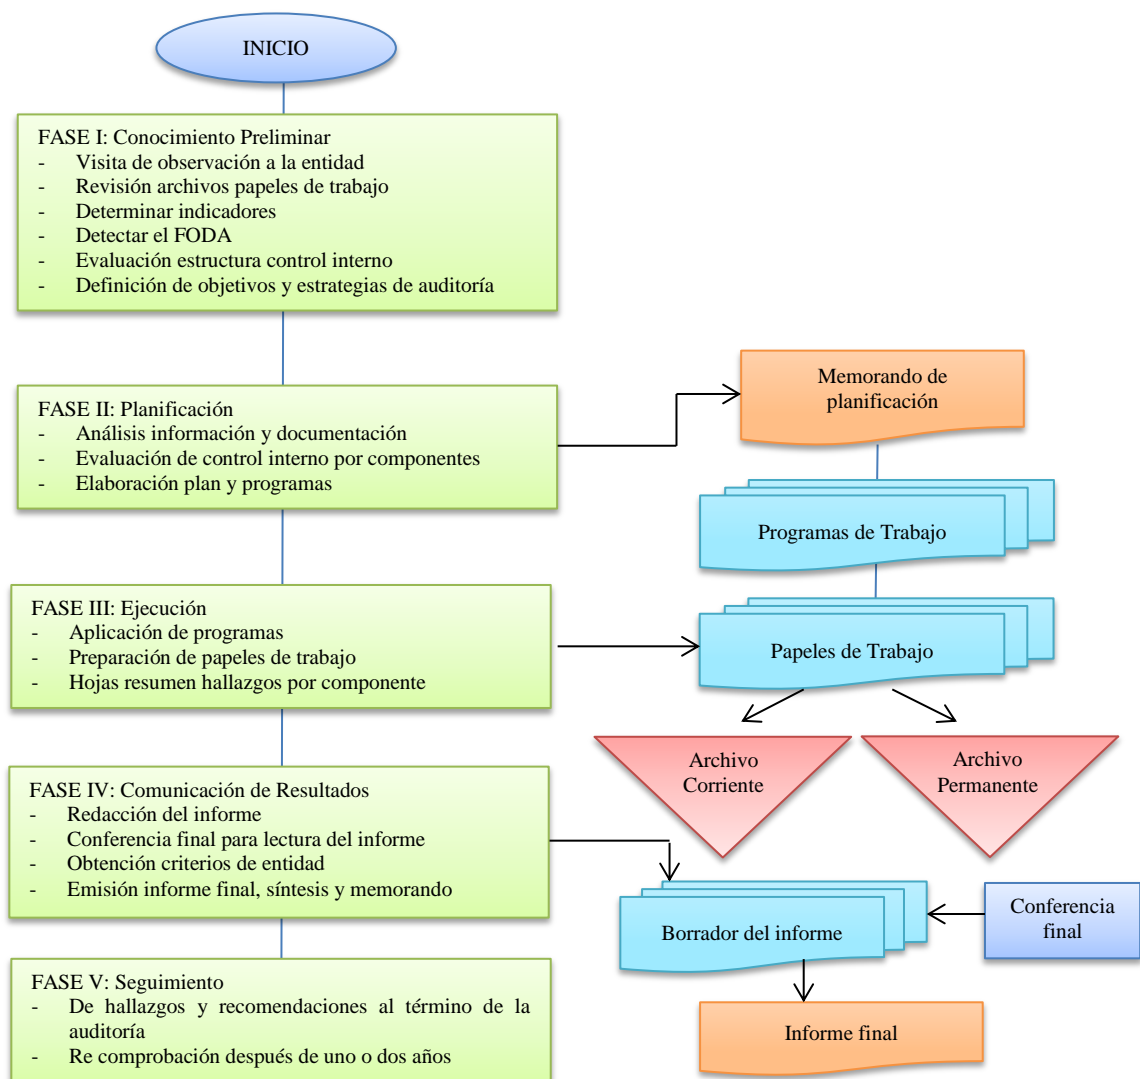 INICIO
FASE I: Conocimiento Preliminar
- Visita de observación a la entidad
- Revisión archivos papeles de trabajo
- Determinar indicadores
- Detectar el FODA
- Evaluación estructura control interno
- Definición de objetivos y estrategias de auditoría
FASE II: Planificación
- Análisis información y documentación
- Evaluación de control interno por componentes
- Elaboración plan y programas
Memorando de
planificación
Programas de Trabajo
FASE III: Ejecución
- Aplicación de programas
- Preparación de papeles de trabajo
- Hojas resumen hallazgos por componente
Papeles de Trabajo
Archivo
Corriente
Archivo
Permanente
FASE IV: Comunicación de Resultados
- Redacción del informe
- Conferencia final para lectura del informe
- Obtención criterios de entidad
- Emisión informe final, síntesis y memorando
Borrador del informe
Conferencia
final
FASE V: Seguimiento
- De hallazgos y recomendaciones al término de la
auditoría
- Re comprobación después de uno o dos años
Informe final